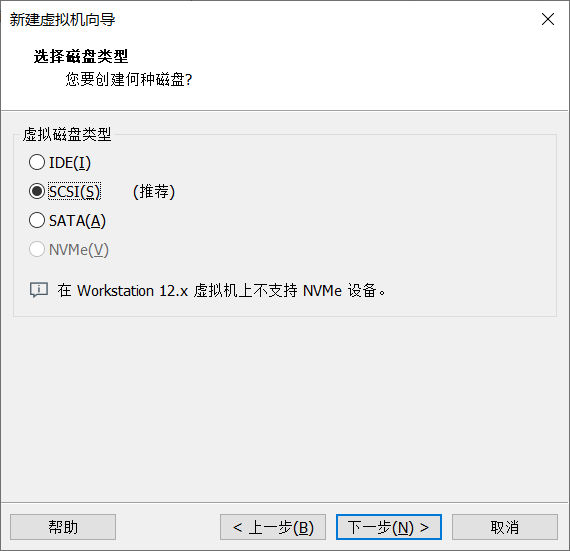 新建虚拟机向导
选择磁盘类型
您要创建何种磁盘?
虚拟磁盘类型
IDE(I)
SCSI(S) (推荐)
SATA(A)
NVMe(V)
在 Workstation 12.x 虚拟机上不支持 NVMe 设备。
帮助 < 上一步(B) 下一步(N) > 取消